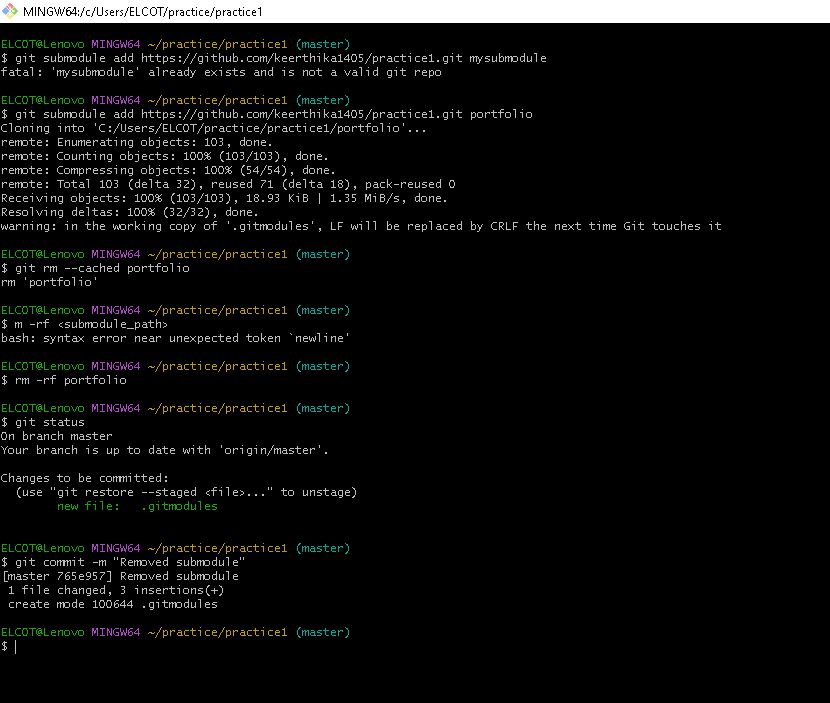 MINGW64:/c/Users/ELCOT/practice/practice1
ELCOT@Lenovo MINGW64 ~/practice/practice1 (master)
$ git submodule add https://github.com/keerthika1405/practice1.git mysubmodule
fatal: 'mysubmodule' already exists and is not a valid git repo
ELCOT@Lenovo MINGW64 ~/practice/practice1 (master)
$ git submodule add https://github.com/keerthika1405/practice1.git portfolio
Cloning into 'C:/Users/ELCOT/practice/practice1/portfolio'...
remote: Enumerating objects: 103, done.
remote: Counting objects: 100% (103/103), done.
remote: Compressing objects: 100% (54/54), done.
remote: Total 103 (delta 32), reused 71 (delta 18), pack-reused 0
Receiving objects: 100% (103/103), 18.93 KiB | 1.35 MiB/s, done.
Resolving deltas: 100% (32/32), done.
warning: in the working copy of '.gitmodules', LF will be replaced by CRLF the next time Git touches it
ELCOT@Lenovo MINGW64 ~/practice/practice1 (master)
$ git rm --cached portfolio
rm 'portfolio'
ELCOT@Lenovo MINGW64 ~/practice/practice1 (master)
$ m -rf <submodule_path>
bash: syntax error near unexpected token `newline'
ELCOT@Lenovo MINGW64 ~/practice/practice1 (master)
$ rm -rf portfolio
ELCOT@Lenovo MINGW64 ~/practice/practice1 (master)
$ git status
On branch master
Your branch is up to date with 'origin/master'.
Changes to be committed:
(use "git restore --staged <file>..." to unstage)
new file: .gitmodules
ELCOT@Lenovo MINGW64 ~/practice/practice1 (master)
$ git commit -m "Removed submodule"
[master 765e957] Removed submodule
1 file changed, 3 insertions(+)
create mode 100644 .gitmodules
ELCOT@Lenovo MINGW64 ~/practice/practice1 (master)
$